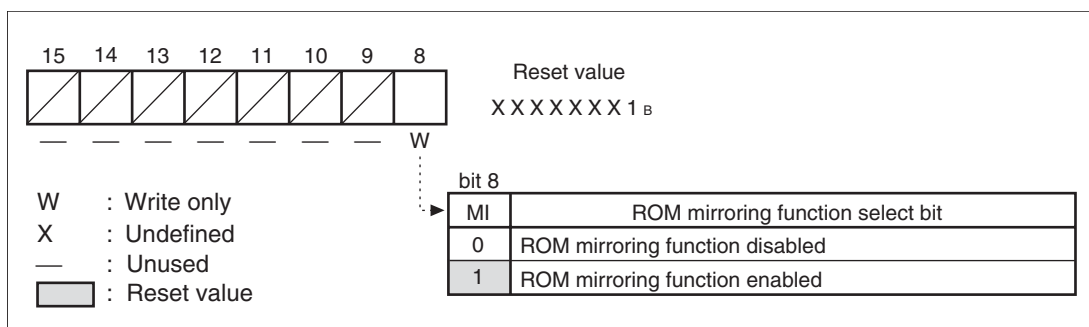 15 14 13 12 11 10 9 8
Reset value
X X X X X X X 1 B
— — — — — — — W
bit 8
MI ROM mirroring function select bit
0 ROM mirroring function disabled
1 ROM mirroring function enabled
W : Write only
X : Undefined
— : Unused
: Reset value